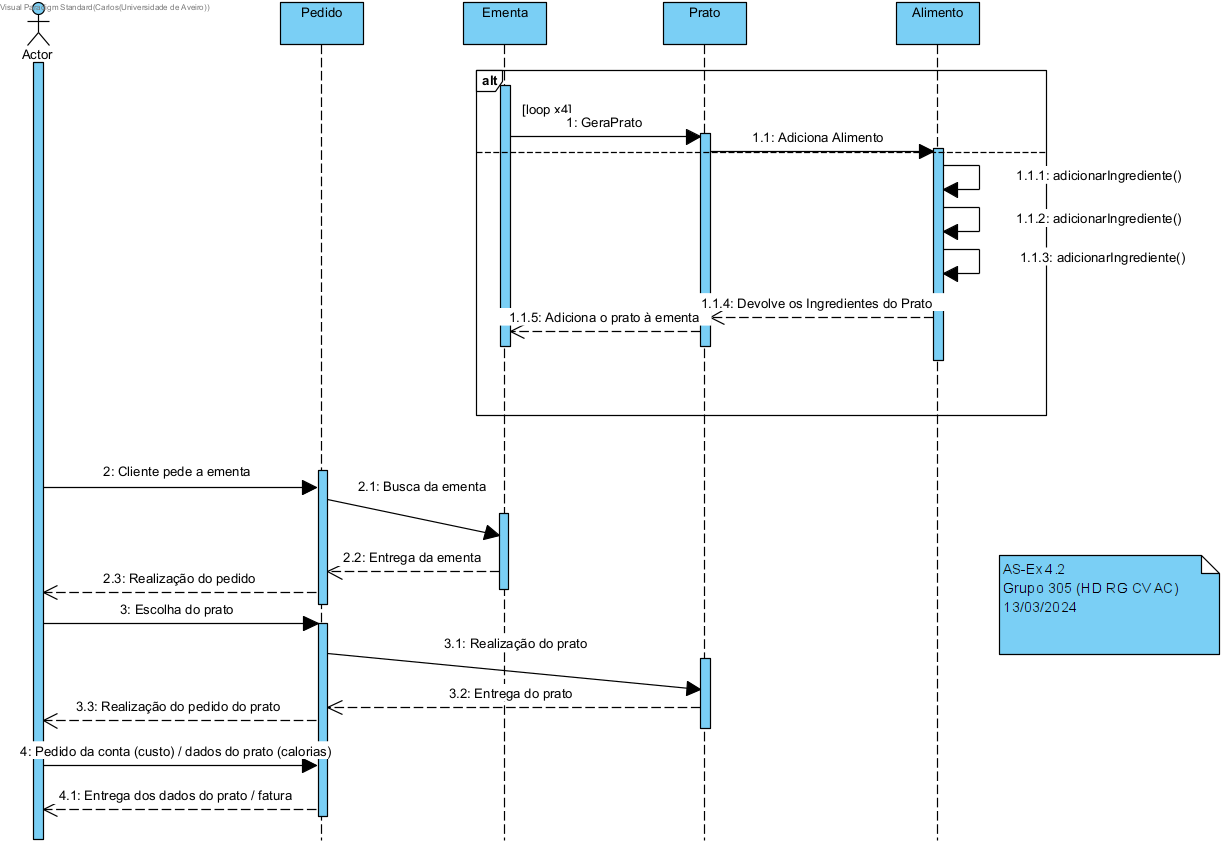 Visual Paradigm Standard(Carlos(Universidade de Aveiro))
Actor
Pedido
Ementa
Prato
Alimento
alt
[loop x4]
1: GeraPrato
1.1: Adiciona Alimento
1.1.1: adicionarIngrediente()
1.1.2: adicionarIngrediente()
1.1.3: adicionarIngrediente()
1.1.4: Devolve os Ingredientes do Prato
1.1.5: Adiciona o prato à ementa
2: Cliente pede a ementa
2.1: Busca da ementa
2.2: Entrega da ementa
2.3: Realização do pedido
3: Escolha do prato
3.1: Realização do prato
3.2: Entrega do prato
3.3: Realização do pedido do prato
4: Pedido da conta (custo) / dados do prato (calorias)
4.1: Entrega dos dados do prato / fatura
AS-Ex 4.2
Grupo 305 (HD RG CV AC)
13/03/2024